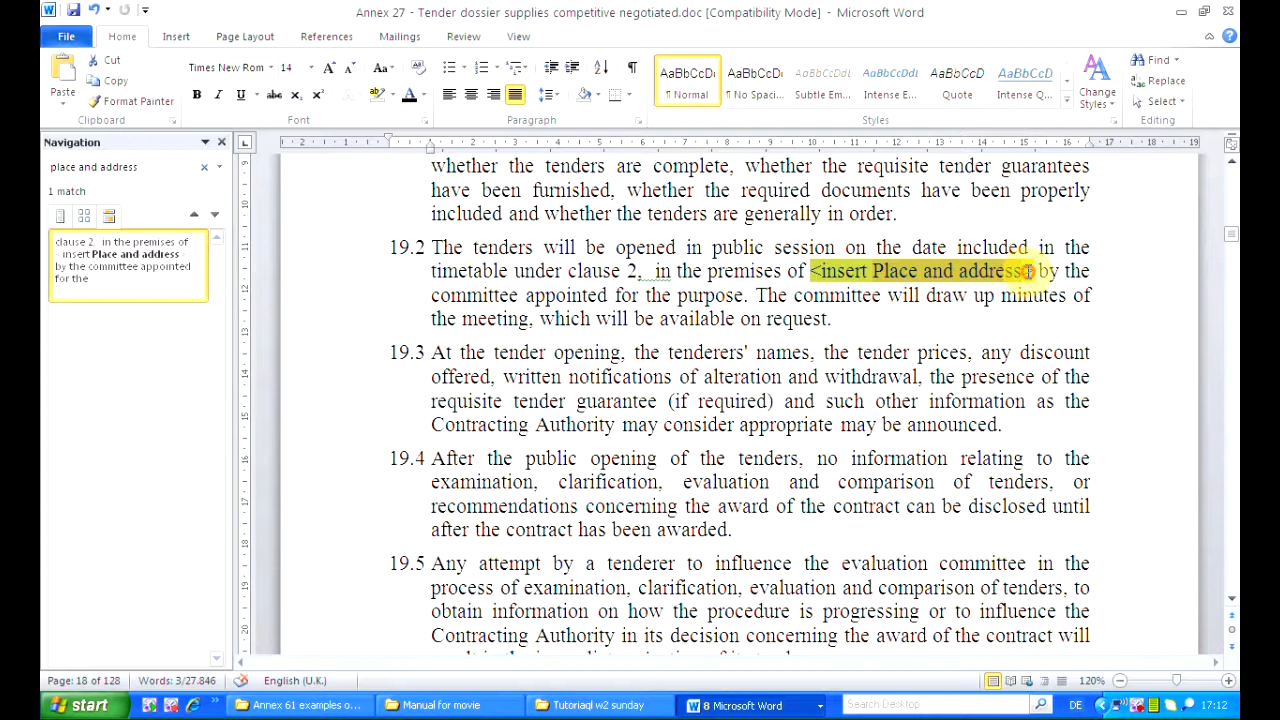 Annex 27 - Tender dossier supplies competitive negotiated.doc [Compatibility Mode] - Microsoft Word
File Home Insert Page Layout References Mailings Review View
Paste
Cut
Copy
Format Painter
Clipboard
Times New Rom 14
Font
Paragraph
AaBbCcDc AaBbCcDc AaBbCcDdI AaBbCcDdI AaBbCcDc AaBbCcDc
¶ Normal ¶ No Spaci... Subtle Em... Intense E... Quote Intense Q...
Change Styles
Styles
Find
Replace
Select
Editing
Navigation
place and address
1 match
clause 2, in the premises of
< insert Place and address
by the committee appointed
for the
whether the tenders are complete, whether the requisite tender guarantees
have been furnished, whether the required documents have been properly
included and whether the tenders are generally in order.
19.2 The tenders will be opened in public session on the date included in the
timetable under clause 2, in the premises of <insert Place and address> by the
committee appointed for the purpose. The committee will draw up minutes of
the meeting, which will be available on request.
19.3 At the tender opening, the tenderers' names, the tender prices, any discount
offered, written notifications of alteration and withdrawal, the presence of the
requisite tender guarantee (if required) and such other information as the
Contracting Authority may consider appropriate may be announced.
19.4 After the public opening of the tenders, no information relating to the
examination, clarification, evaluation and comparison of tenders, or
recommendations concerning the award of the contract can be disclosed until
after the contract has been awarded.
19.5 Any attempt by a tenderer to influence the evaluation committee in the
process of examination, clarification, evaluation and comparison of tenders, to
obtain information on how the procedure is progressing or to influence the
Contracting Authority in its decision concerning the award of the contract will
Page: 18 of 128 Words: 3/27.846 English (U.K.) 120%
start Annex 61 examples o... Manual for movie Tutoriaql w2 sunday 8 Microsoft Word Search Desktop DE 17:12